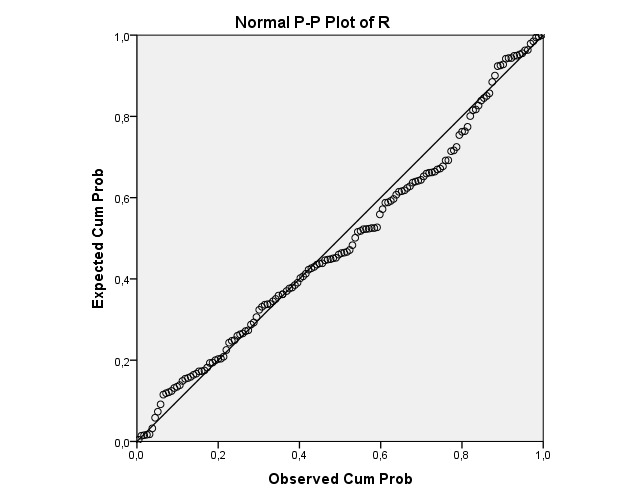 Normal P-P Plot of R
1,0
0,8
0,6
0,4
0,2
0,0
Expected Cum Prob
0,0 0,2 0,4 0,6 0,8 1,0
Observed Cum Prob